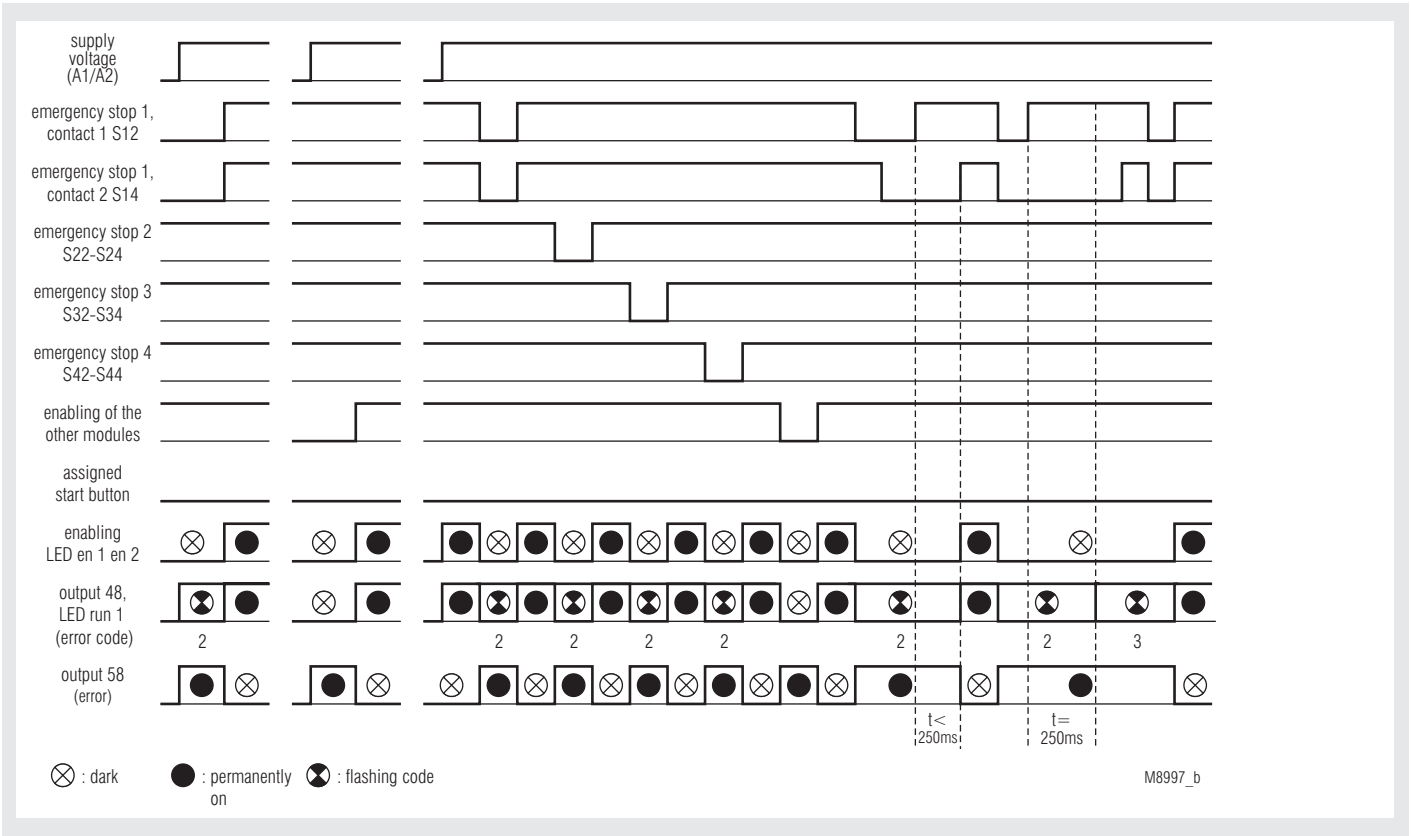 supply
voltage
(A1/A2)
emergency stop 1,
contact 1 S12
emergency stop 1,
contact 2 S14
emergency stop 2
S22-S24
emergency stop 3
S32-S34
emergency stop 4
S42-S44
enabling of the
other modules
assigned
start button
enabling
LED en 1 en 2
output 48,
LED run 1
(error code)
2 2 2 2 2 2 2 3
output 58
(error)
t<
250ms
t=
250ms
: dark : permanently
on
: flashing code
M8997_b